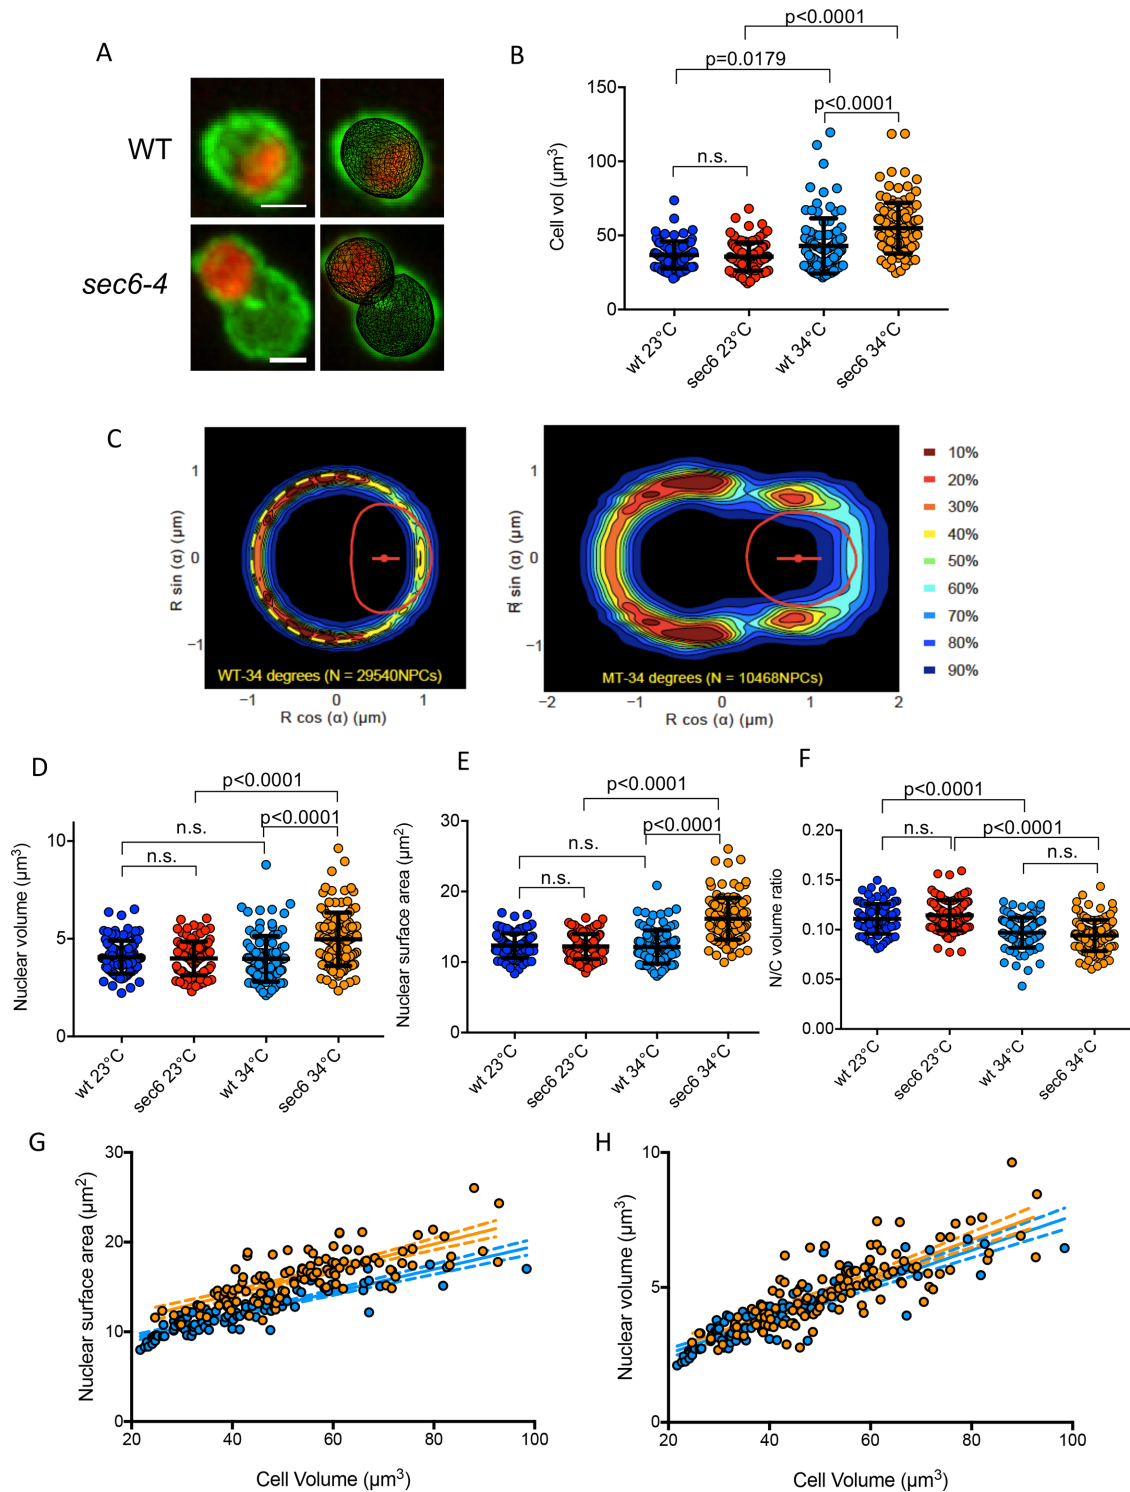 A
WT
sec6-4
B
p<0.0001
p=0.0179
p<0.0001
n.s.
Cell vol (µm³)
150
100
50
0
wt 23°C
sec6 23°C
wt 34°C
sec6 34°C
C
R sin (α) (µm)
1
0
−1
WT-34 degrees (N = 29540NPCs)
−1 0 1
R cos (α) (µm)
R sin (α) (µm)
1
0
−1
MT-34 degrees (N = 10468NPCs)
−2 −1 0 1 2
R cos (α) (µm)
10%
20%
30%
40%
50%
60%
70%
80%
90%
D
p<0.0001
n.s.
p<0.0001
n.s.
Nuclear volume (µm³)
10
5
0
wt 23°C
sec6 23°C
wt 34°C
sec6 34°C
E
p<0.0001
p<0.0001
n.s.
n.s.
Nuclear surface area (µm²)
30
20
10
0
wt 23°C
sec6 23°C
wt 34°C
sec6 34°C
F
p<0.0001
n.s.
p<0.0001
n.s.
N/C volume ratio
0.20
0.15
0.10
0.05
0.00
wt 23°C
sec6 23°C
wt 34°C
sec6 34°C
G
Nuclear surface area (µm²)
30
20
10
0
20 40 60 80 100
Cell Volume (µm³)
H
Nuclear volume (µm³)
10
5
0
20 40 60 80 100
Cell Volume (µm³)